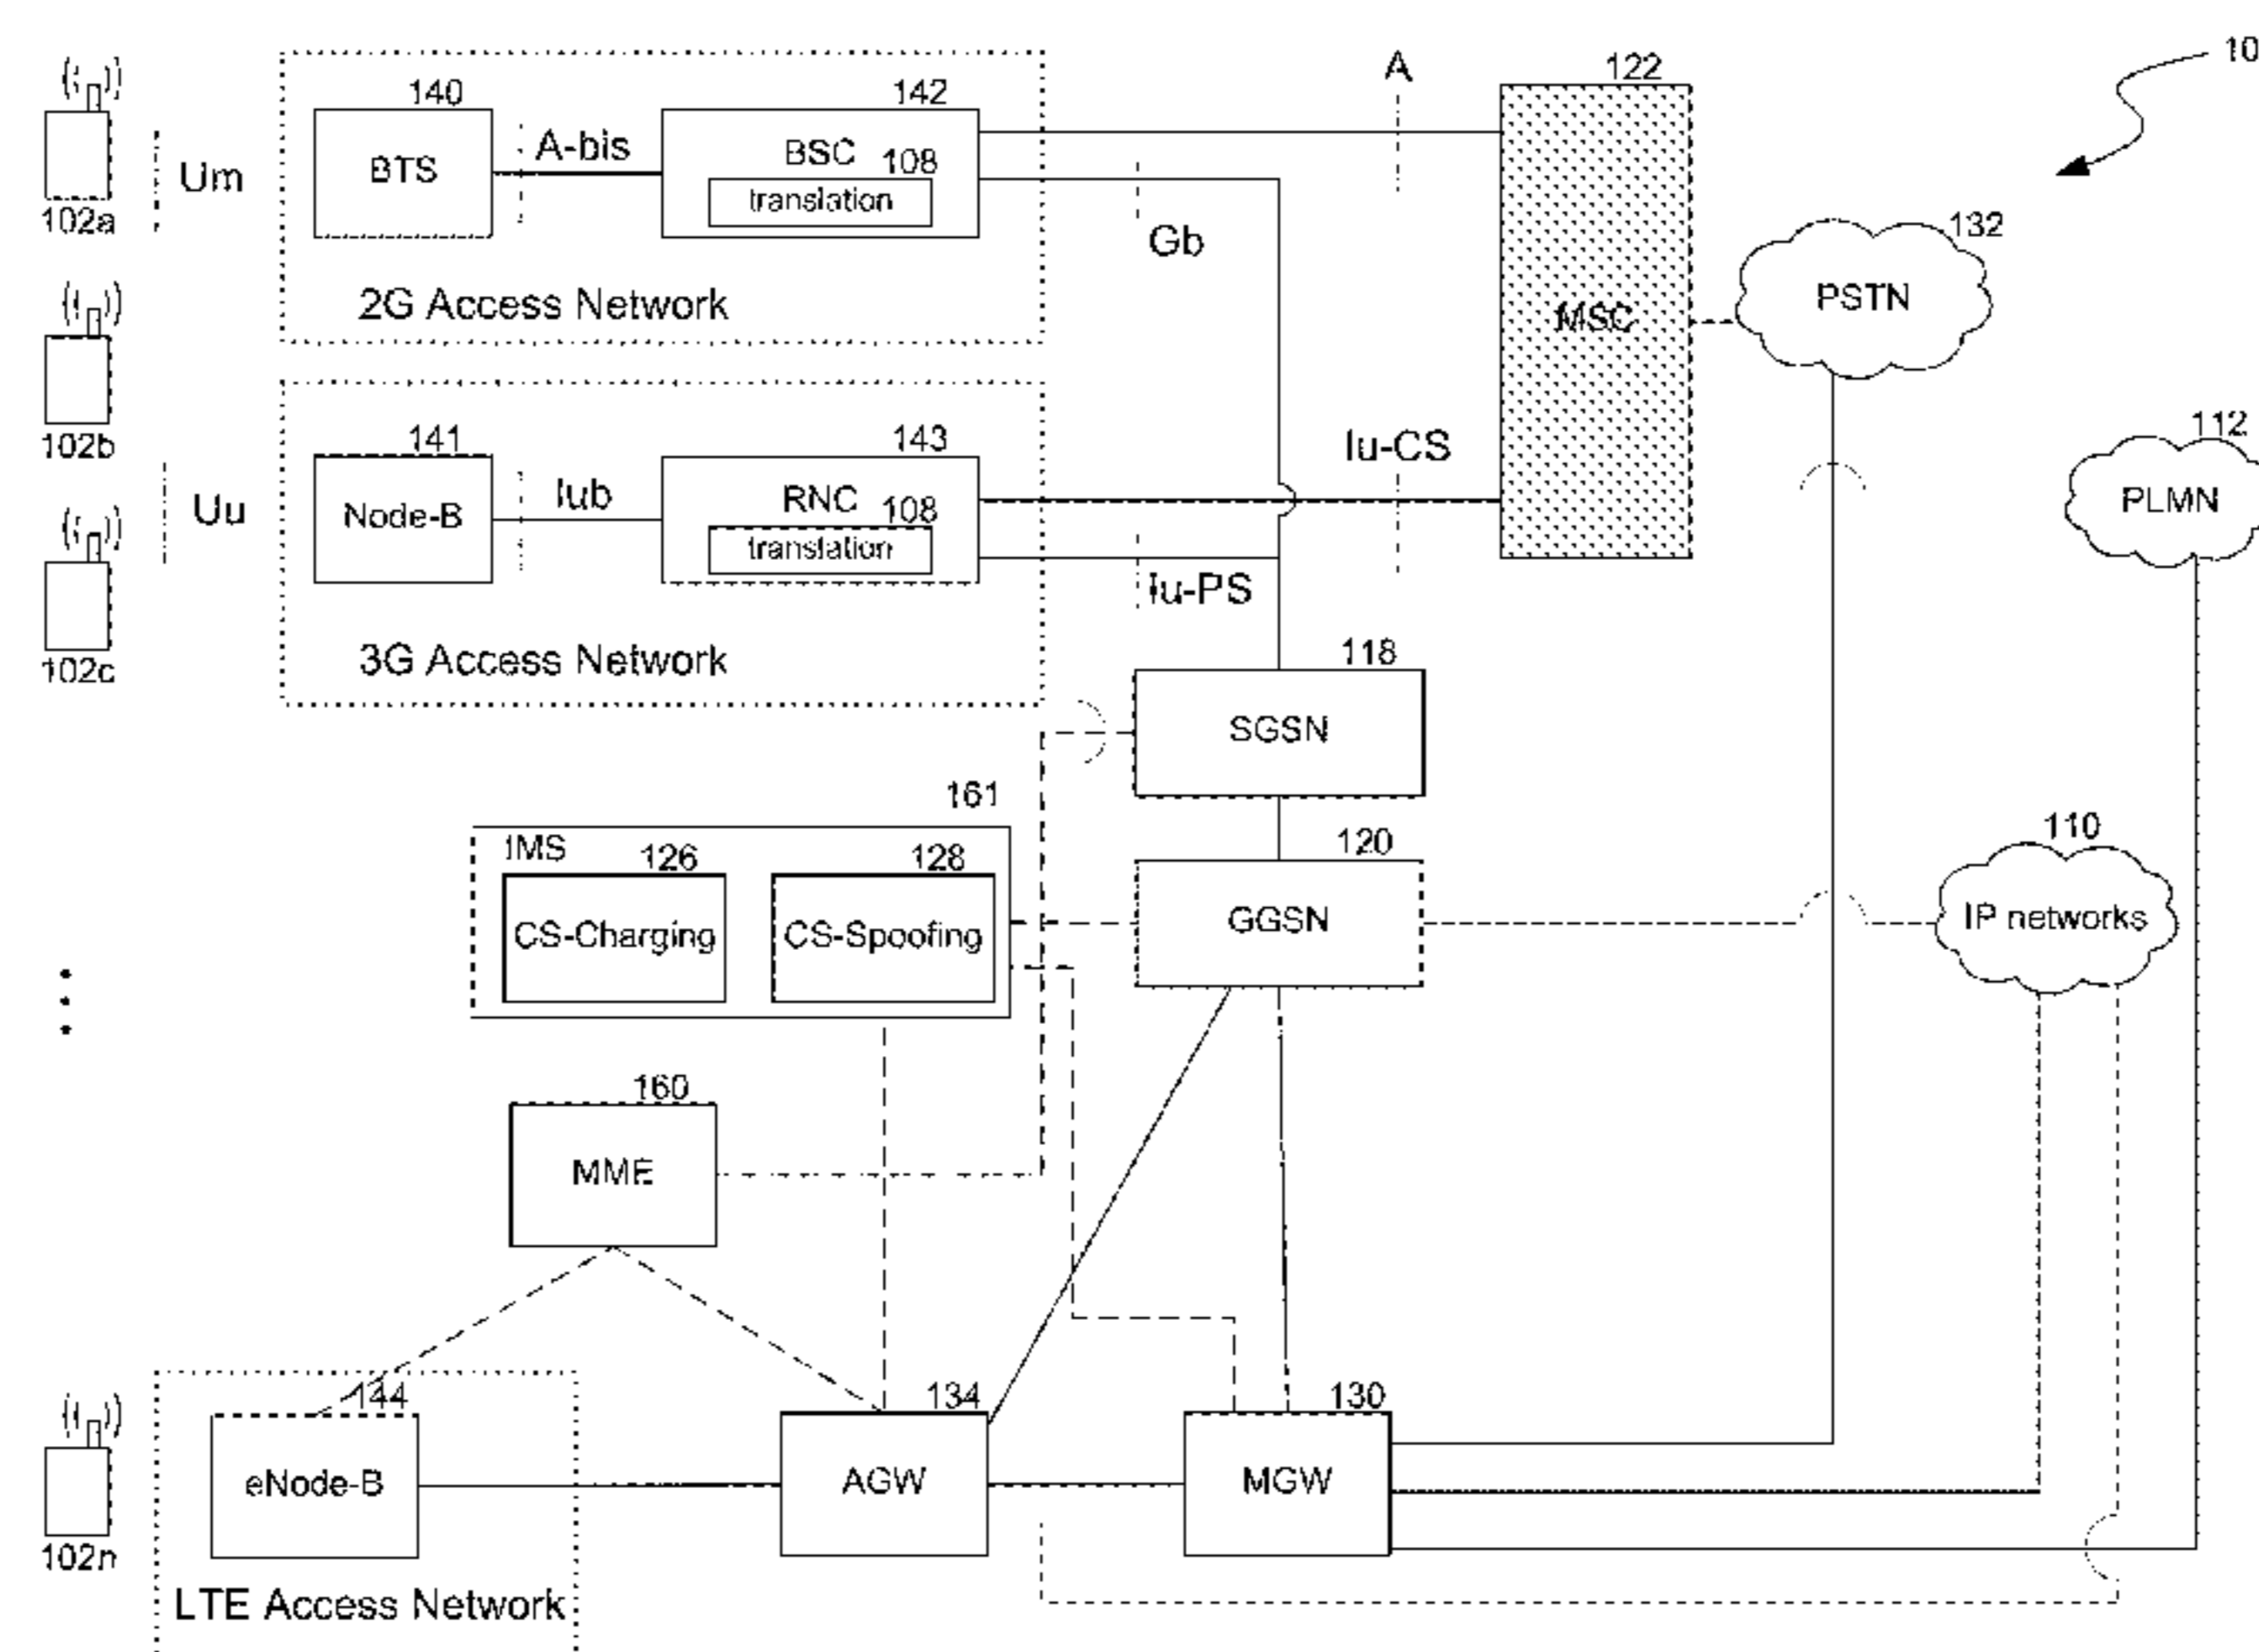 10
140
142
A
122
BTS
A-bis
BSC
108
translation
Um
102a
Gb
132
PSTN
2G Access Network
MSC
102b
141
143
Iu-CS
112
Uu
Node-B
Iub
RNC
108
translation
PLMN
Iu-PS
102c
3G Access Network
118
SGSN
161
IMS
126
128
120
110
CS-Charging
CS-Spoofing
GGSN
IP networks
160
MME
144
134
130
eNode-B
AGW
MGW
102n
LTE Access Network